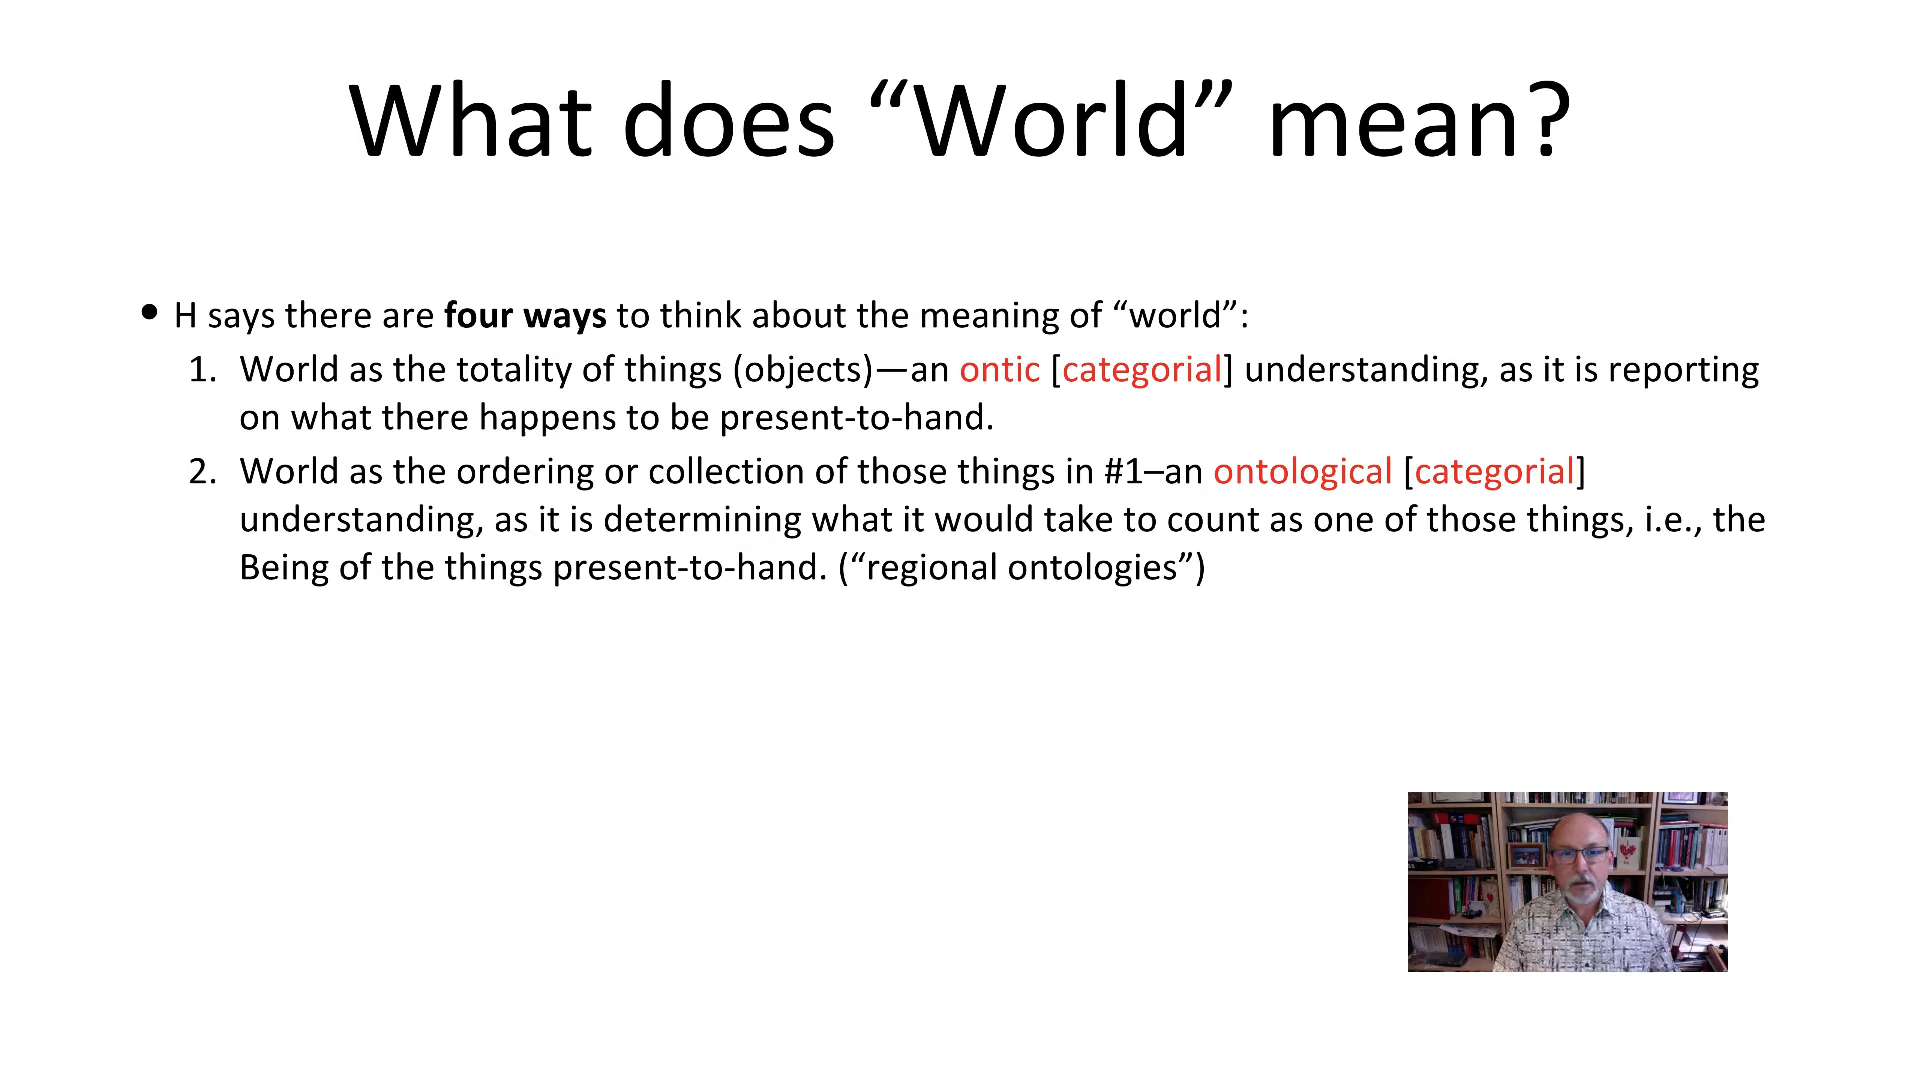 What does “World” mean?
• H says there are four ways to think about the meaning of “world”:
1. World as the totality of things (objects)—an ontic [categorial] understanding, as it is reporting
on what there happens to be present-to-hand.
2. World as the ordering or collection of those things in #1–an ontological [categorial]
understanding, as it is determining what it would take to count as one of those things, i.e., the
Being of the things present-to-hand. (“regional ontologies”)